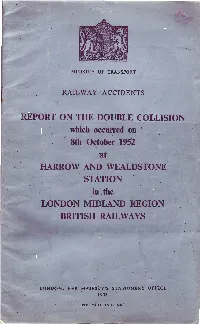 MINISTRY OF TRANSPORT
RAILWAY ACCIDENTS
REPORT ON THE DOUBLE COLLISION
which occurred on
8th October 1952
at
HARROW AND WEALDSTONE
STATION
in the
LONDON MIDLAND REGION
BRITISH RAILWAYS
LONDON: HER MAJESTY'S STATIONERY OFFICE